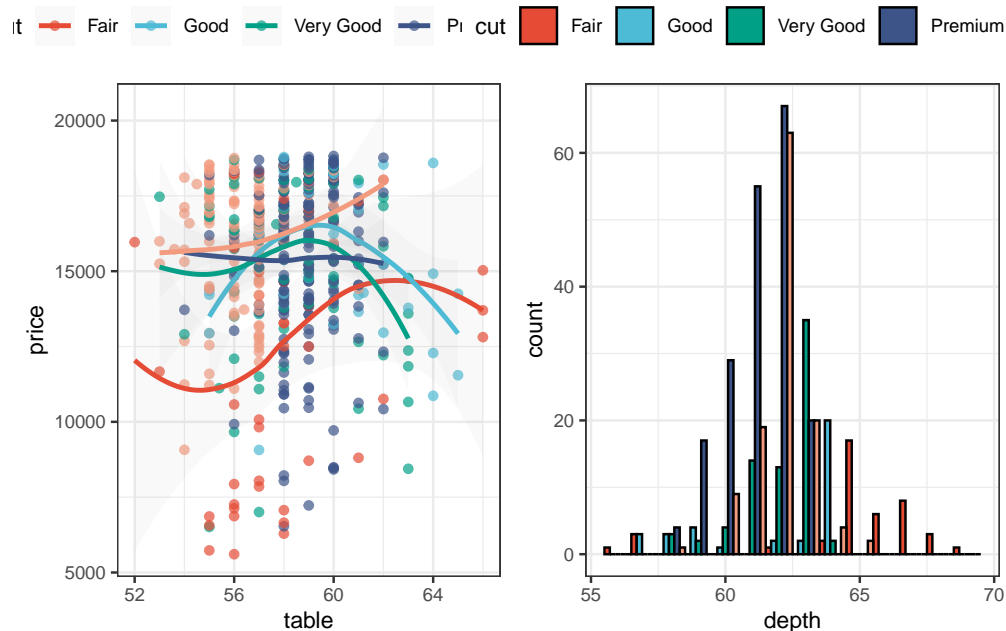 Fair Good Very Good
cut Fair Good Very Good Premium
20000
15000
10000
5000
price
52 56 60 64
table
60
40
20
0
count
55 60 65 70
depth